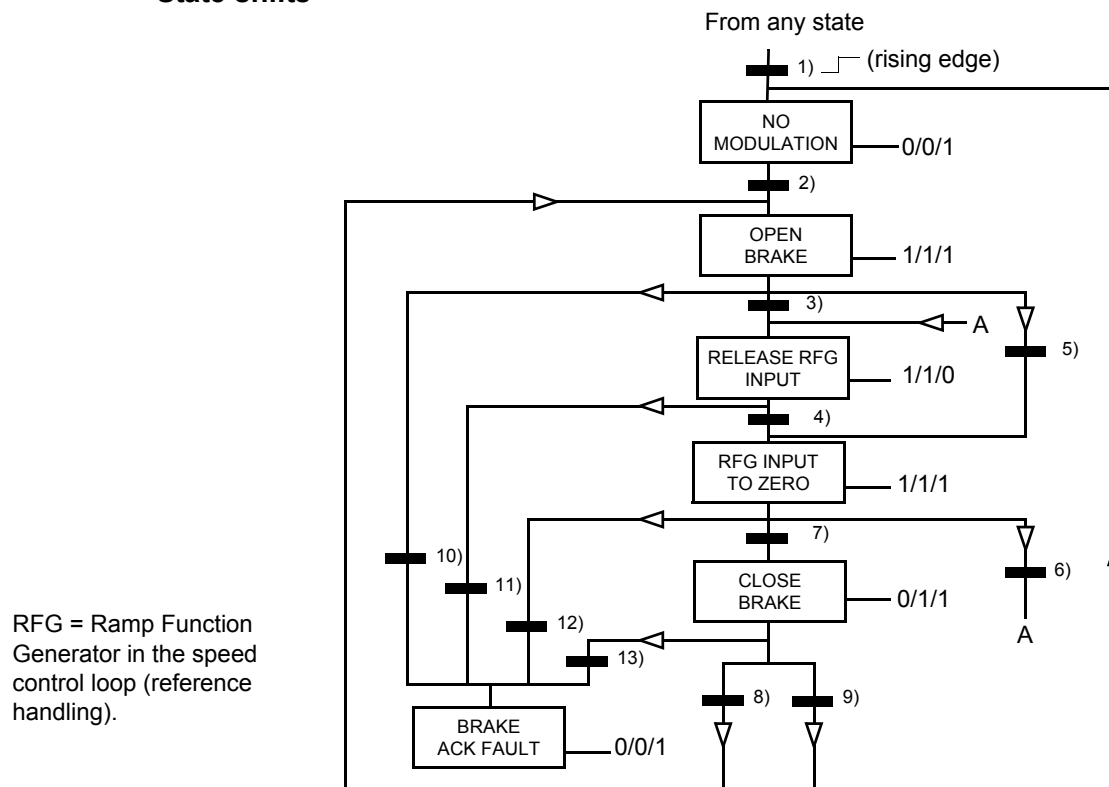 From any state
1)
(rising edge)
NO
MODULATION
0/0/1
2)
OPEN
BRAKE
1/1/1
3)
A
5)
RELEASE RFG
INPUT
1/1/0
4)
RFG INPUT
TO ZERO
1/1/1
7)
10)
11)
6)
CLOSE
BRAKE
0/1/1
12)
A
13)
RFG = Ramp Function
Generator in the speed
control loop (reference
handling).
8)
9)
BRAKE
ACK FAULT
0/0/1